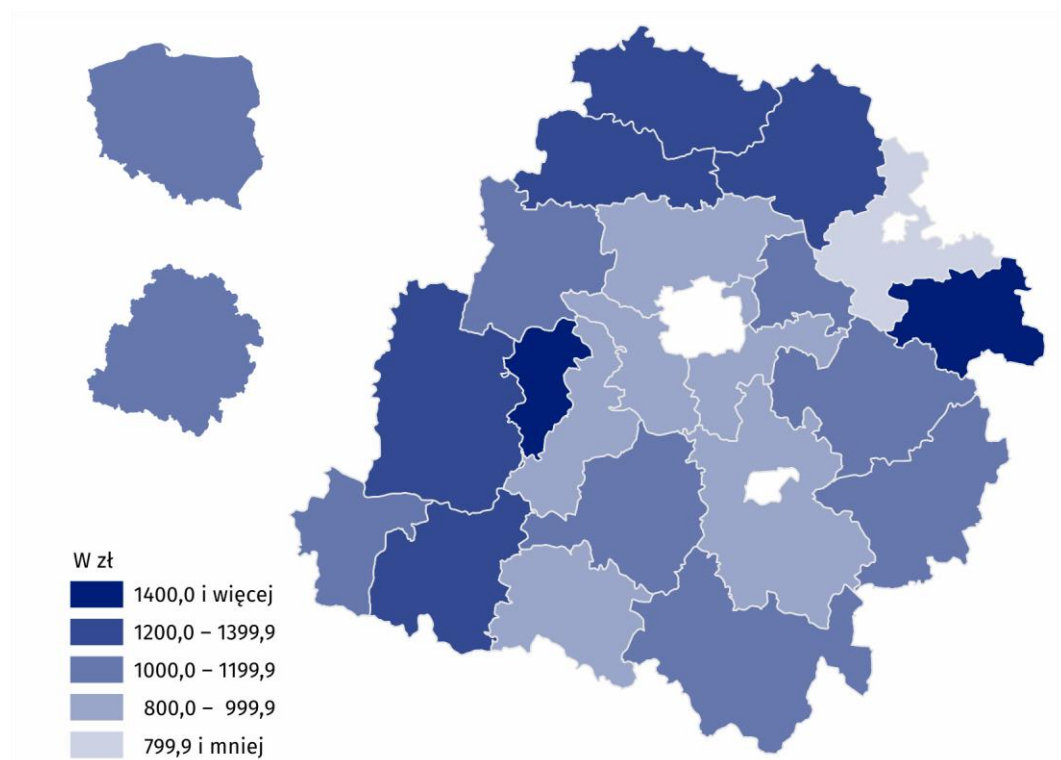 W zł
1400,0 i więcej
1200,0 – 1399,9
1000,0 – 1199,9
800,0 – 999,9
799,9 i mniej